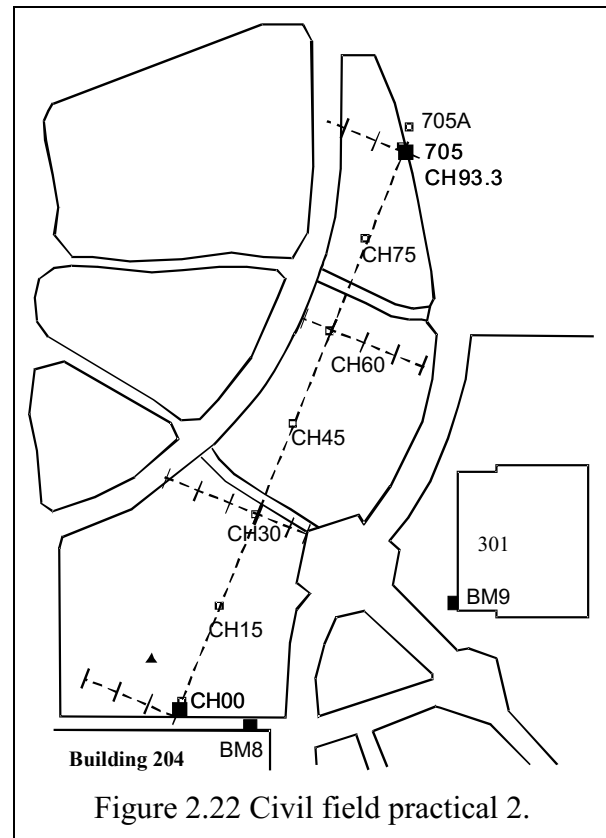 705A
705
CH93.3
CH75
CH60
CH45
CH30
301
BM9
CH15
CH00
BM8
Building 204
Figure 2.22 Civil field practical 2.